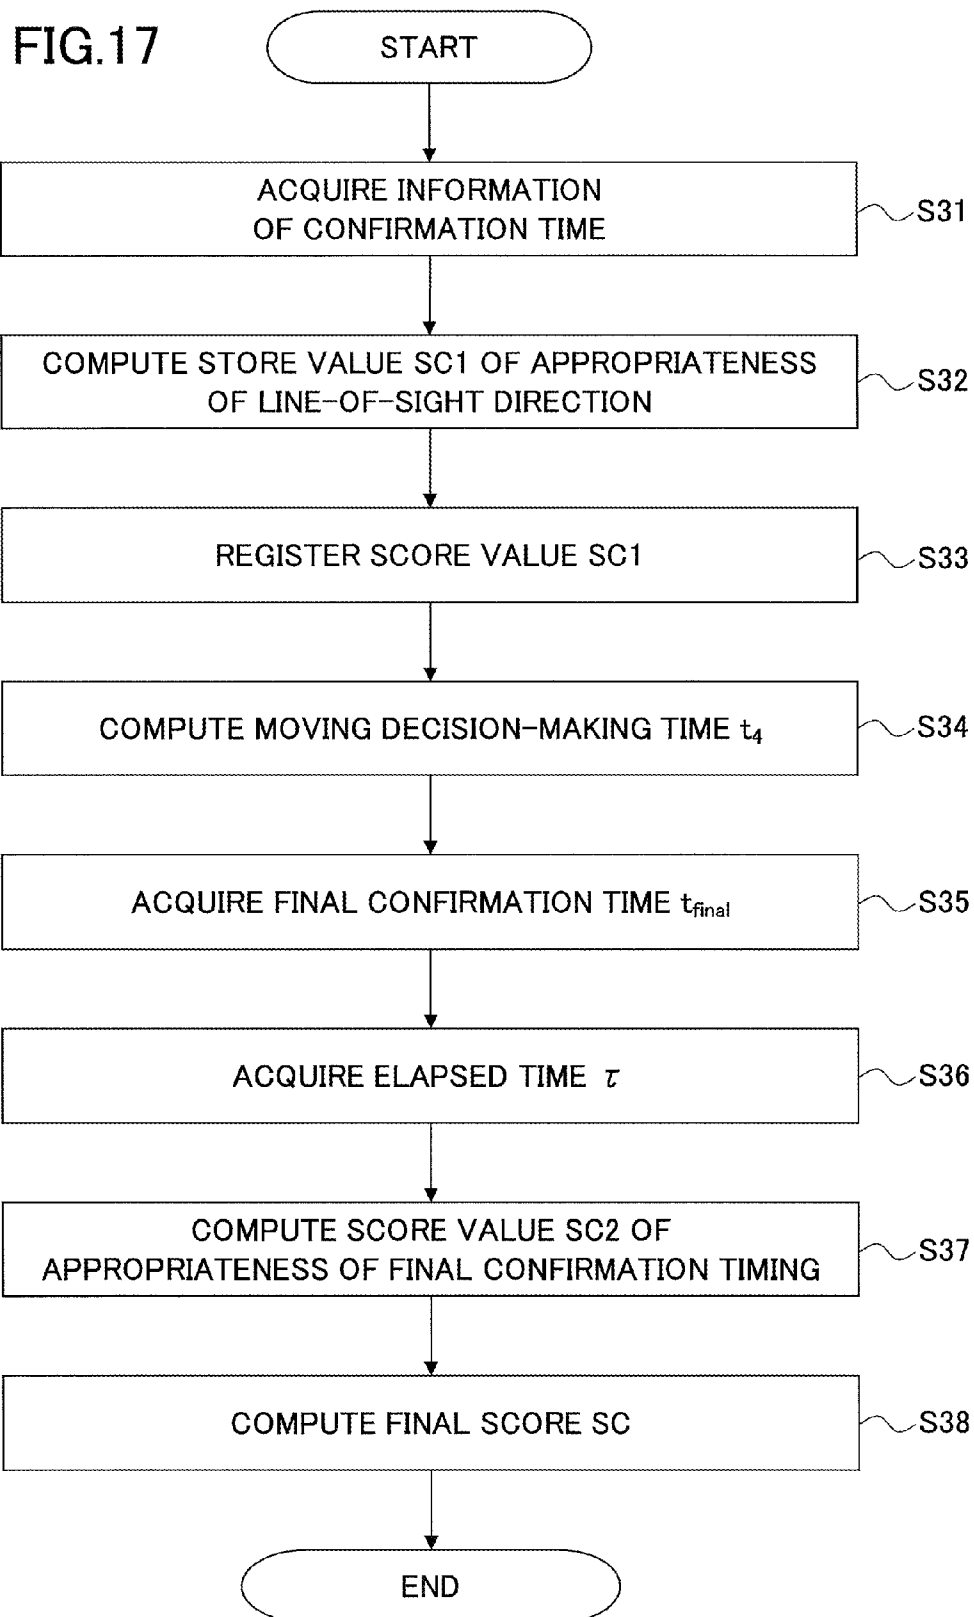 FIG.17
START
ACQUIRE INFORMATION
OF CONFIRMATION TIME
S31
COMPUTE STORE VALUE SC1 OF APPROPRIATENESS
OF LINE-OF-SIGHT DIRECTION
S32
REGISTER SCORE VALUE SC1
S33
COMPUTE MOVING DECISION-MAKING TIME t4
S34
ACQUIRE FINAL CONFIRMATION TIME tfinal
S35
ACQUIRE ELAPSED TIME τ
S36
COMPUTE SCORE VALUE SC2 OF
APPROPRIATENESS OF FINAL CONFIRMATION TIMING
S37
COMPUTE FINAL SCORE SC
S38
END